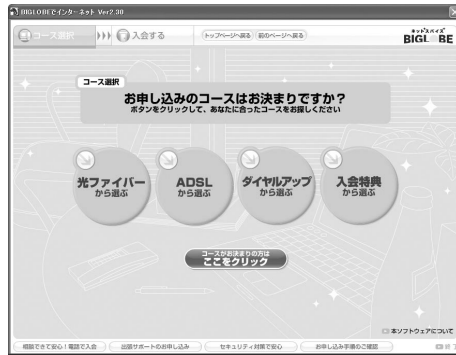 BIGLOBEでインターネット Ver2.30
コース選択
入会する
トップページへ戻る
前のページへ戻る
BIGLOBE
コース選択
お申し込みのコースはお決まりですか？
ボタンをクリックして、あなたに合ったコースをお探しください
光ファイバー
から選ぶ
ADSL
から選ぶ
ダイヤルアップ
から選ぶ
入会特典
から選ぶ
コースがお決まりの方は
ここをクリック
本ソフトウェアについて
相談できて安心！電話で入会
出張サポートのお申し込み
セキュリティ対策で安心
お申し込み手順のご確認
終了